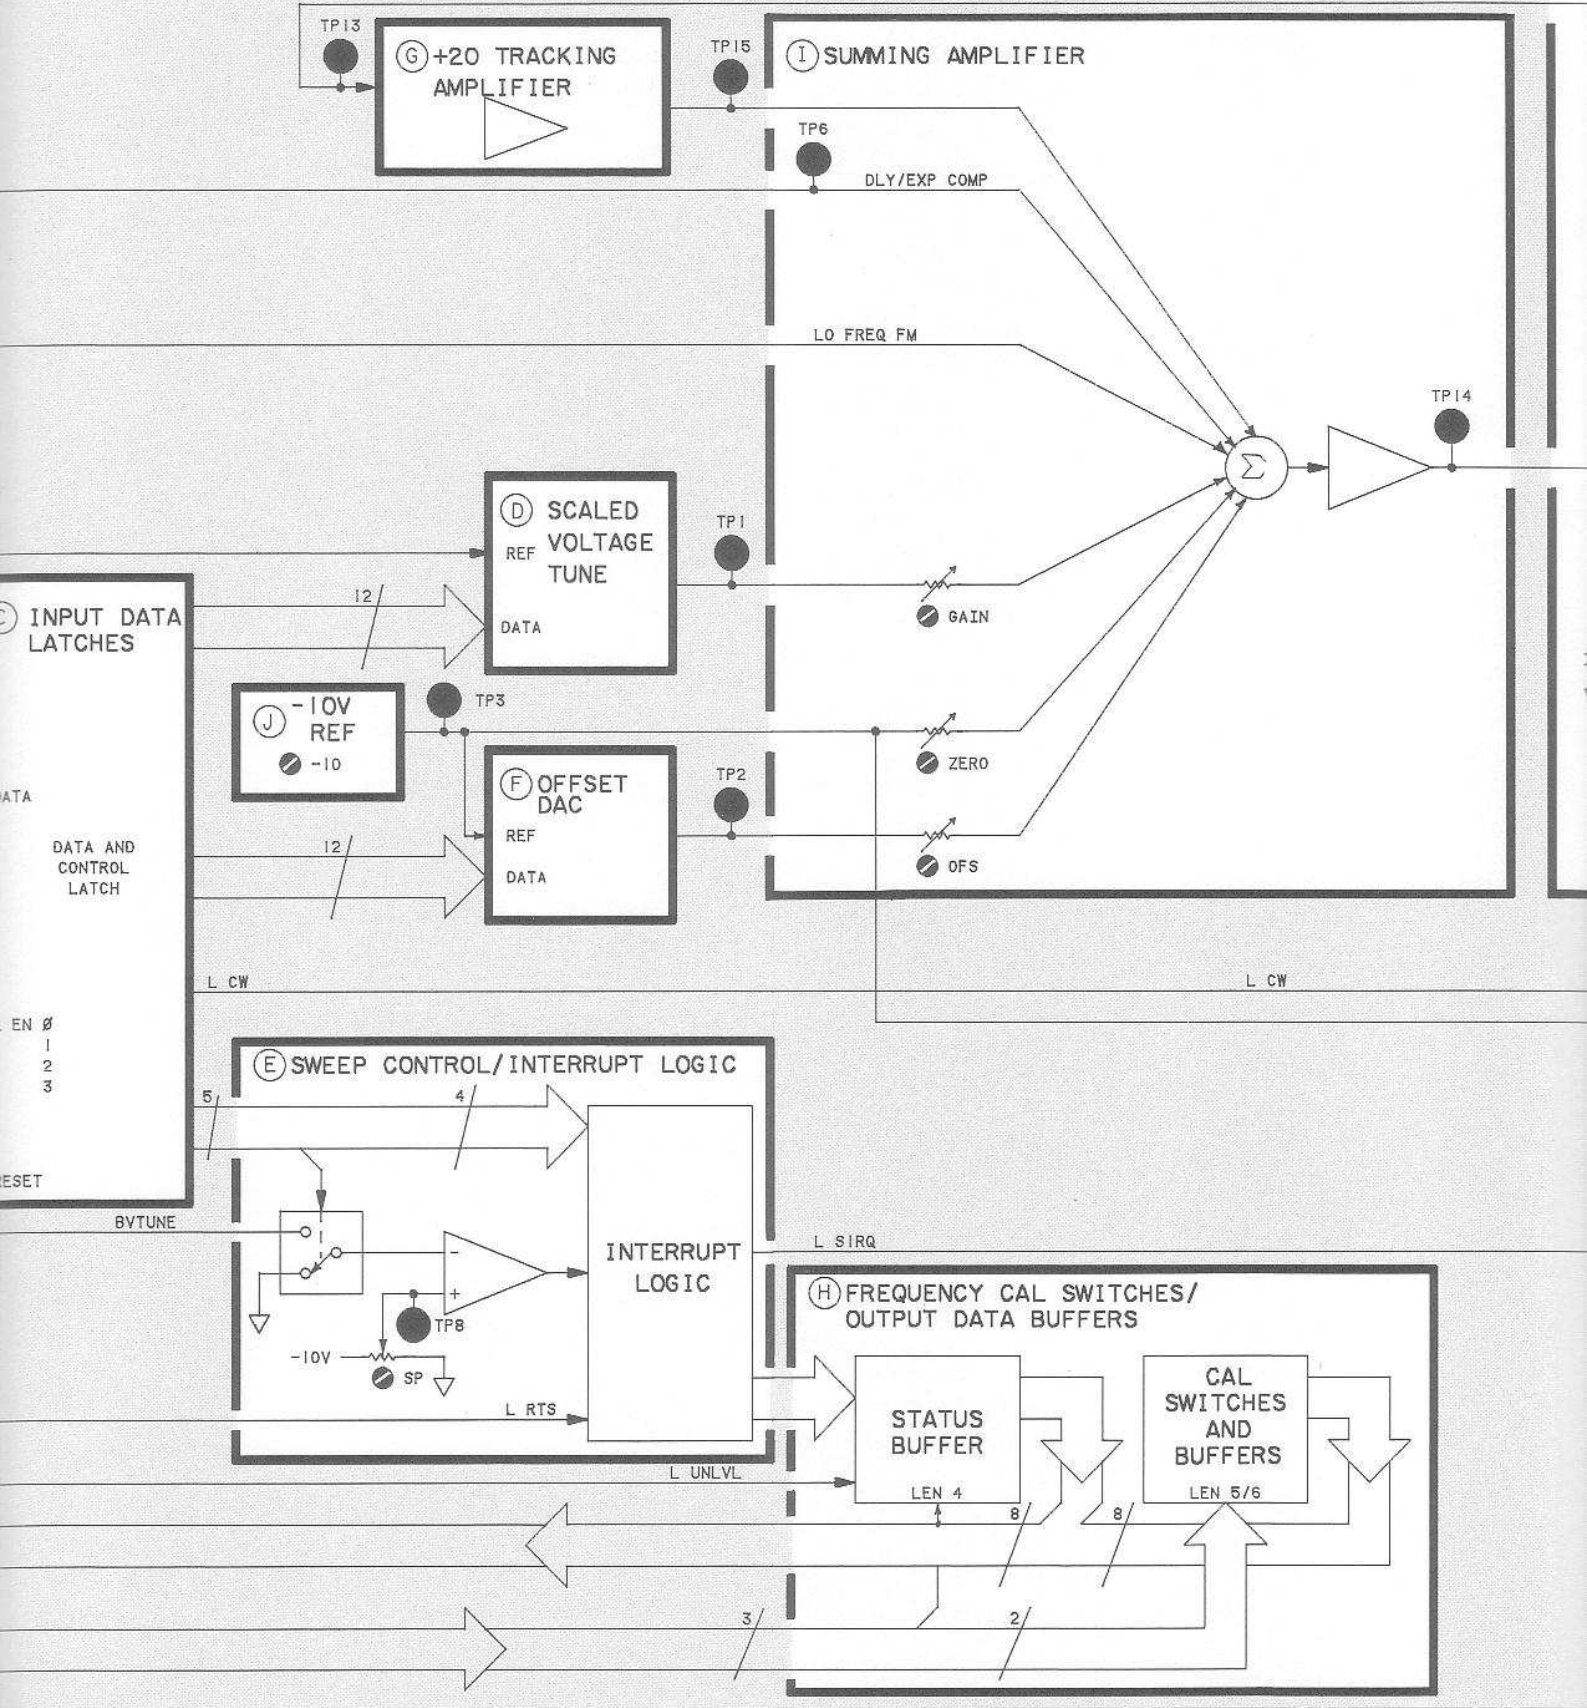 TP13
G +20 TRACKING
AMPLIFIER
TP15
I SUMMING AMPLIFIER
TP6
DLY/EXP COMP
LO FREQ FM
TP14
D SCALED
VOLTAGE
TUNE
REF
DATA
TP1
GAIN
12
C INPUT DATA
LATCHES
J -10V
REF
-10
TP3
ZERO
F OFFSET
DAC
REF
DATA
TP2
OFS
12
ATA
DATA AND
CONTROL
LATCH
L CW
L CW
EN Ø
1
2
3
ESET
E SWEEP CONTROL/INTERRUPT LOGIC
5
4
BVTUNE
-
+
TP8
-10V
SP
INTERRUPT
LOGIC
L RTS
L SIRQ
L UNLVL
H FREQUENCY CAL SWITCHES/
OUTPUT DATA BUFFERS
STATUS
BUFFER
LEN 4
CAL
SWITCHES
AND
BUFFERS
LEN 5/6
8
8
3
2
Σ